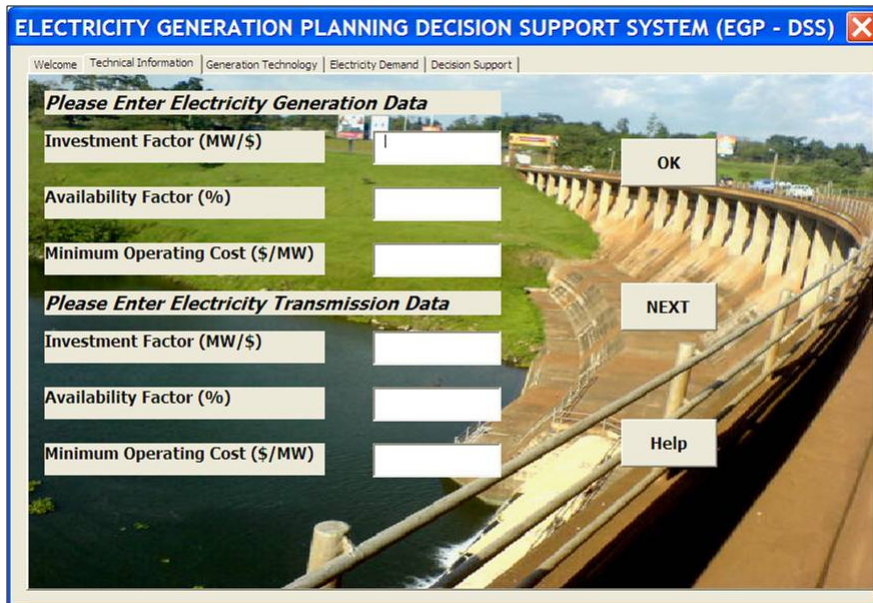 ELECTRICITY GENERATION PLANNING DECISION SUPPORT SYSTEM (EGP - DSS)
Welcome Technical Information Generation Technology Electricity Demand Decision Support
Please Enter Electricity Generation Data
Investment Factor (MW/$)
OK
Availability Factor (%)
Minimum Operating Cost ($/MW)
Please Enter Electricity Transmission Data
NEXT
Investment Factor (MW/$)
Availability Factor (%)
Minimum Operating Cost ($/MW)
Help